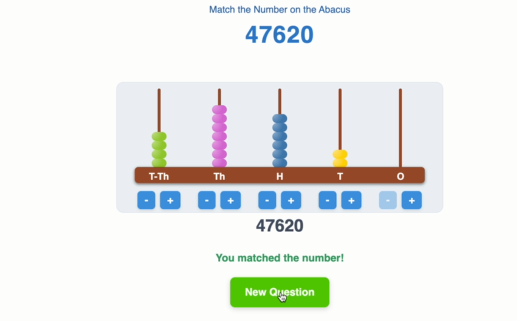 Match the Number on the Abacus
47620
T-Th Th H T O
- + - + - + - + - +
47620
You matched the number!
New Question